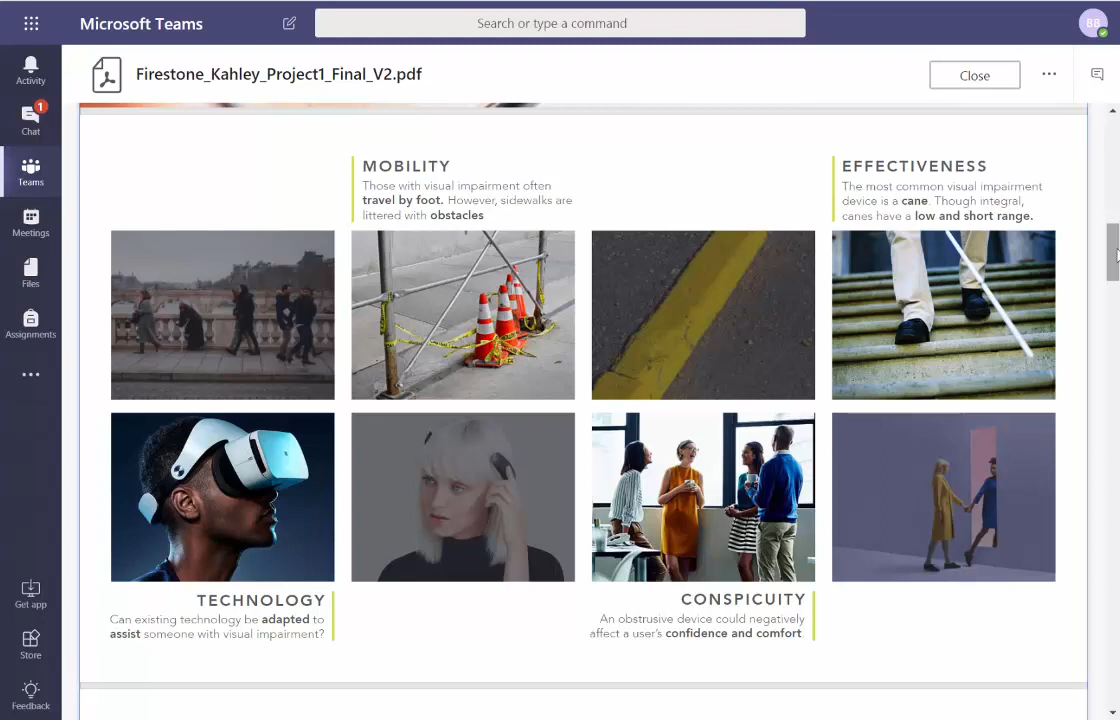 Microsoft Teams
Search or type a command
BB
Activity
Firestone_Kahley_Project1_Final_V2.pdf
Close
1
Chat
Teams
Meetings
Files
Assignments
Get app
Store
Feedback
MOBILITY
Those with visual impairment often
travel by foot. However, sidewalks are
littered with obstacles
EFFECTIVENESS
The most common visual impairment
device is a cane. Though integral,
canes have a low and short range.
TECHNOLOGY
Can existing technology be adapted to
assist someone with visual impairment?
CONSPICUITY
An obstrusive device could negatively
affect a user's confidence and comfort